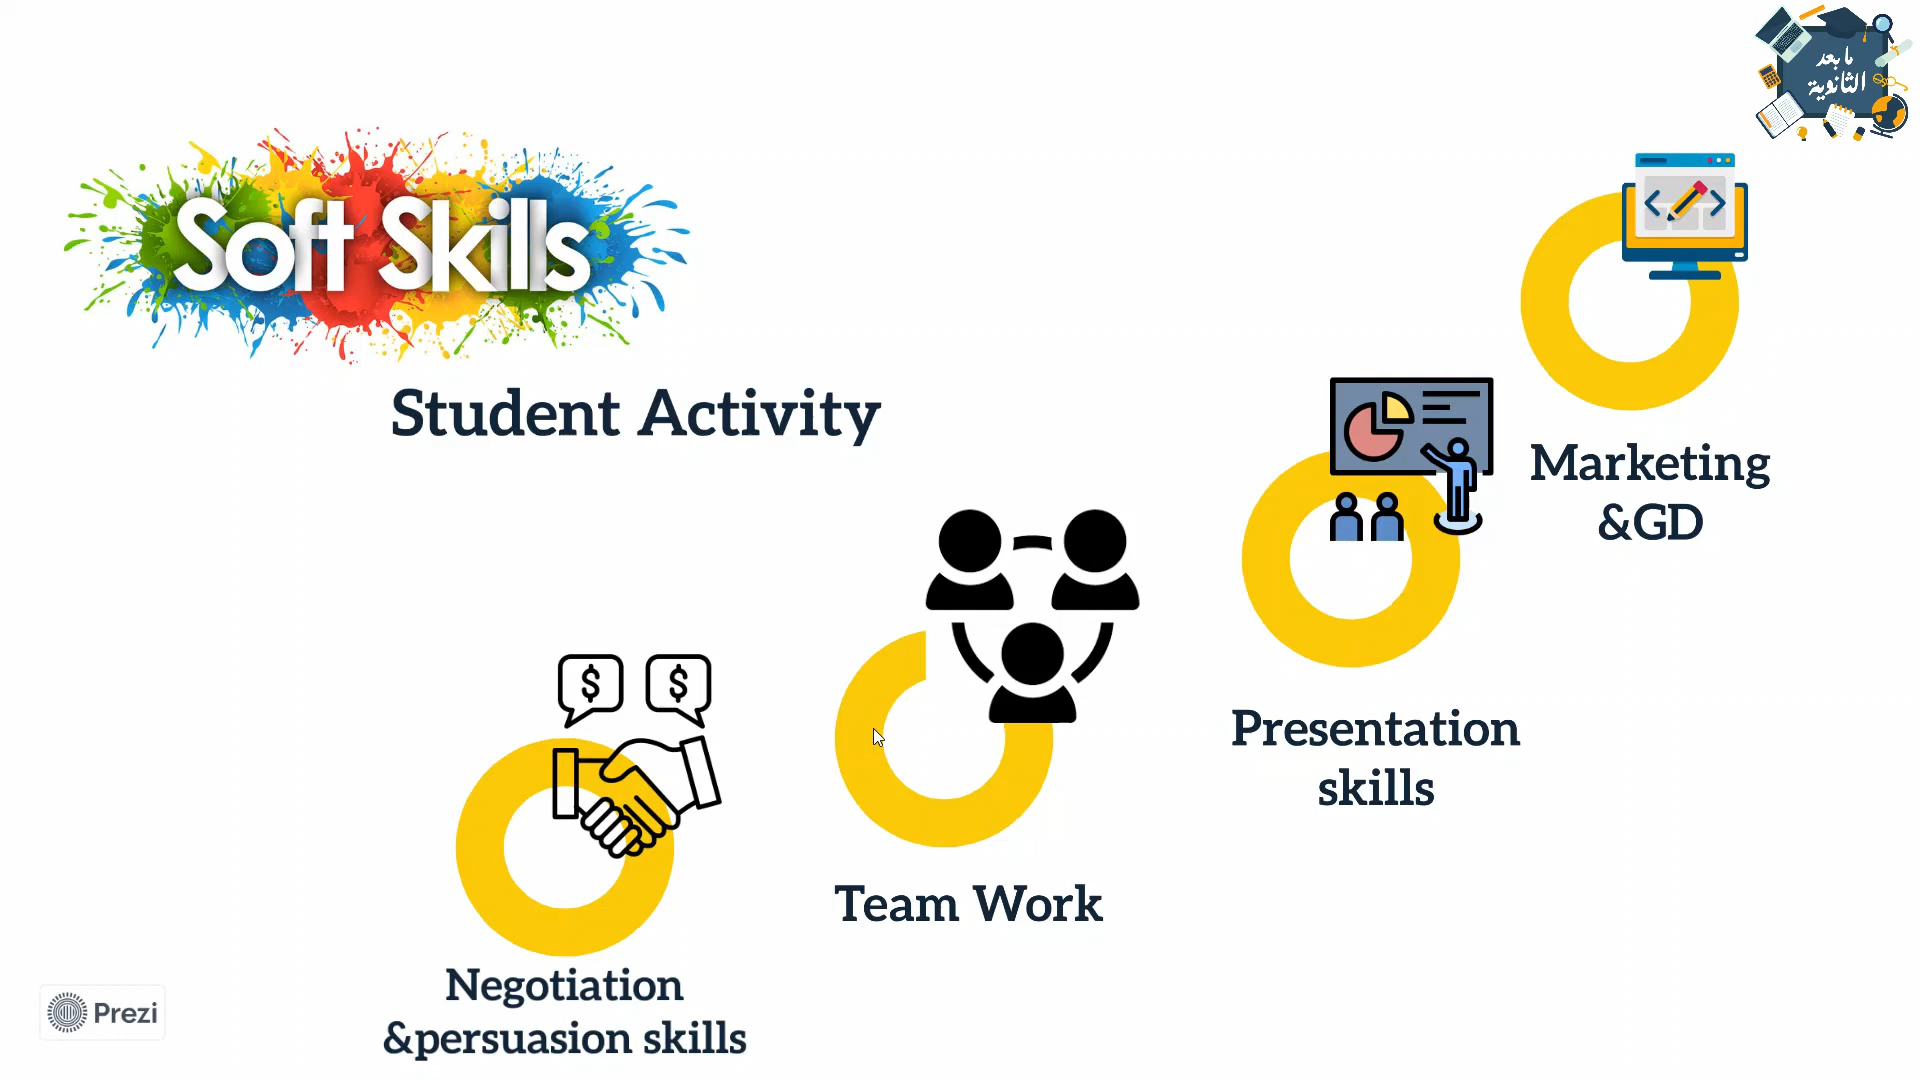 ما بعد
الثانوية
Soft Skills
Student Activity
Marketing
&GD
Presentation
skills
$ $
Team Work
Negotiation
&persuasion skills
Prezi